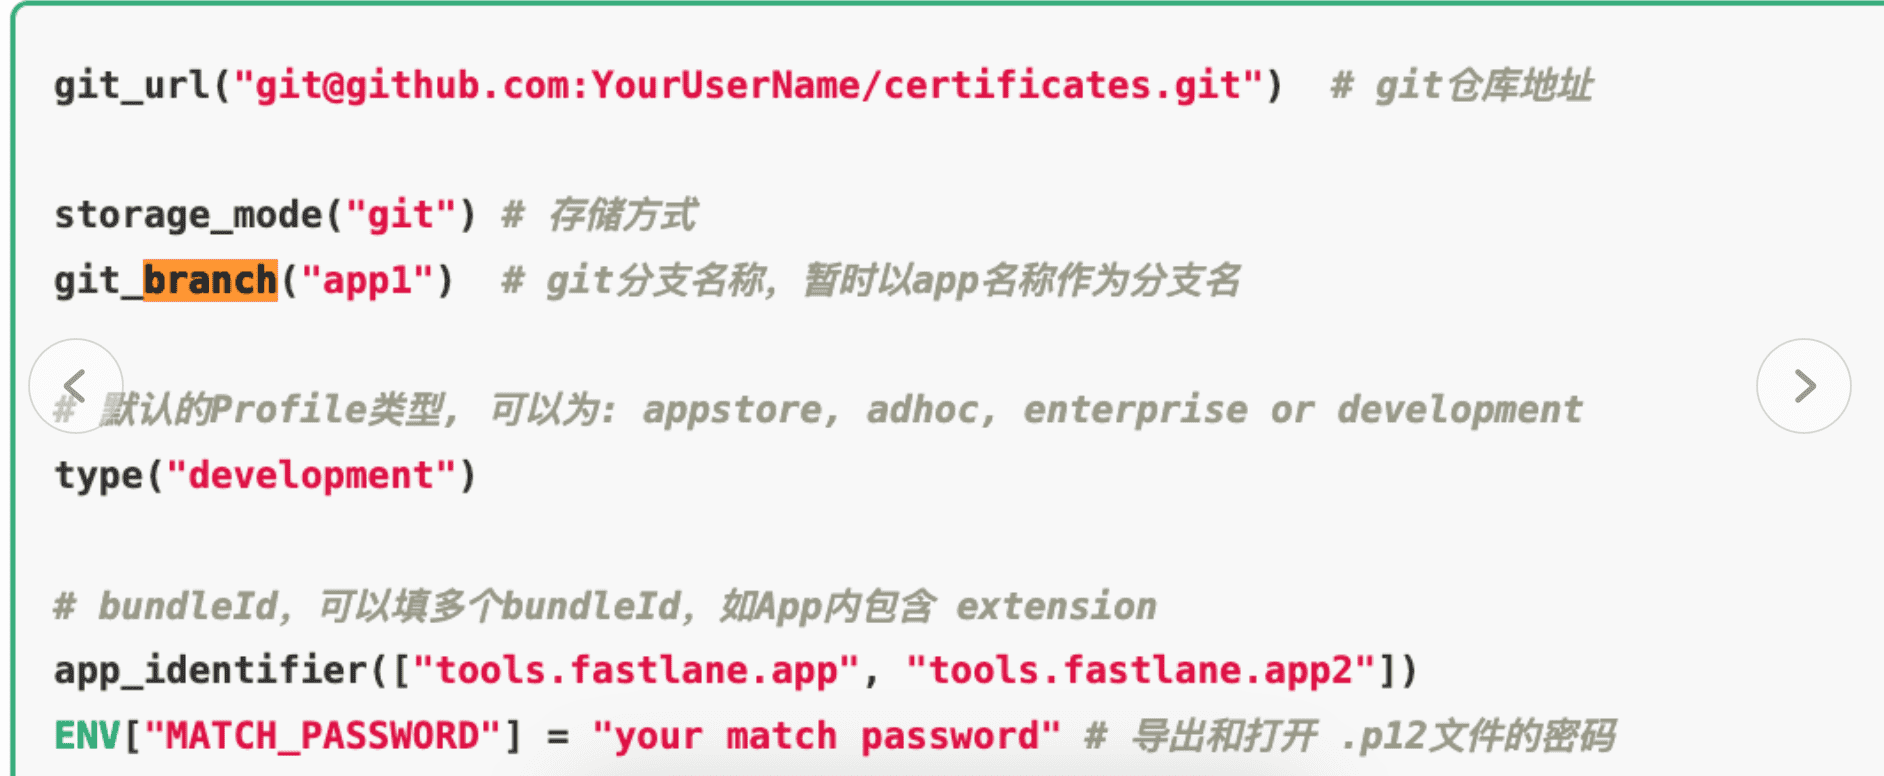 git_url("git@github.com:YourUserName/certificates.git")  # git仓库地址
storage_mode("git") # 存储方式
git_branch("app1")  # git分支名称，暂时以app名称作为分支名
# 默认的Profile类型, 可以为: appstore, adhoc, enterprise or development
type("development")
# bundleId，可以填多个bundleId，如App内包含 extension
app_identifier(["tools.fastlane.app", "tools.fastlane.app2"])
ENV["MATCH_PASSWORD"] = "your match password" # 导出和打开 .p12文件的密码